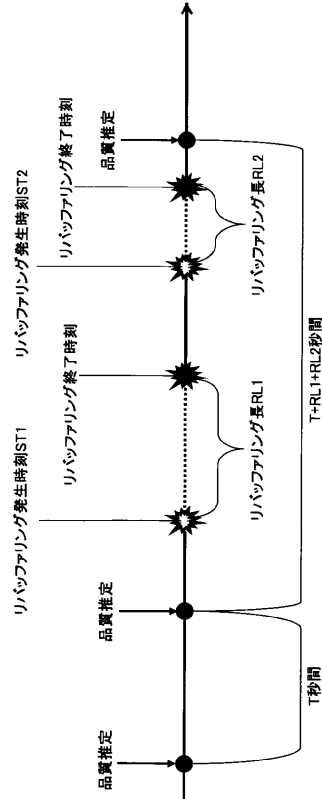 リバッファリング発生時刻ST1
リバッファリング発生時刻ST2
リバッファリング終了時刻
リバッファリング終了時刻
品質推定
品質推定
品質推定
リバッファリング長RL1
リバッファリング長RL2
T秒間
T+RL1+RL2秒間